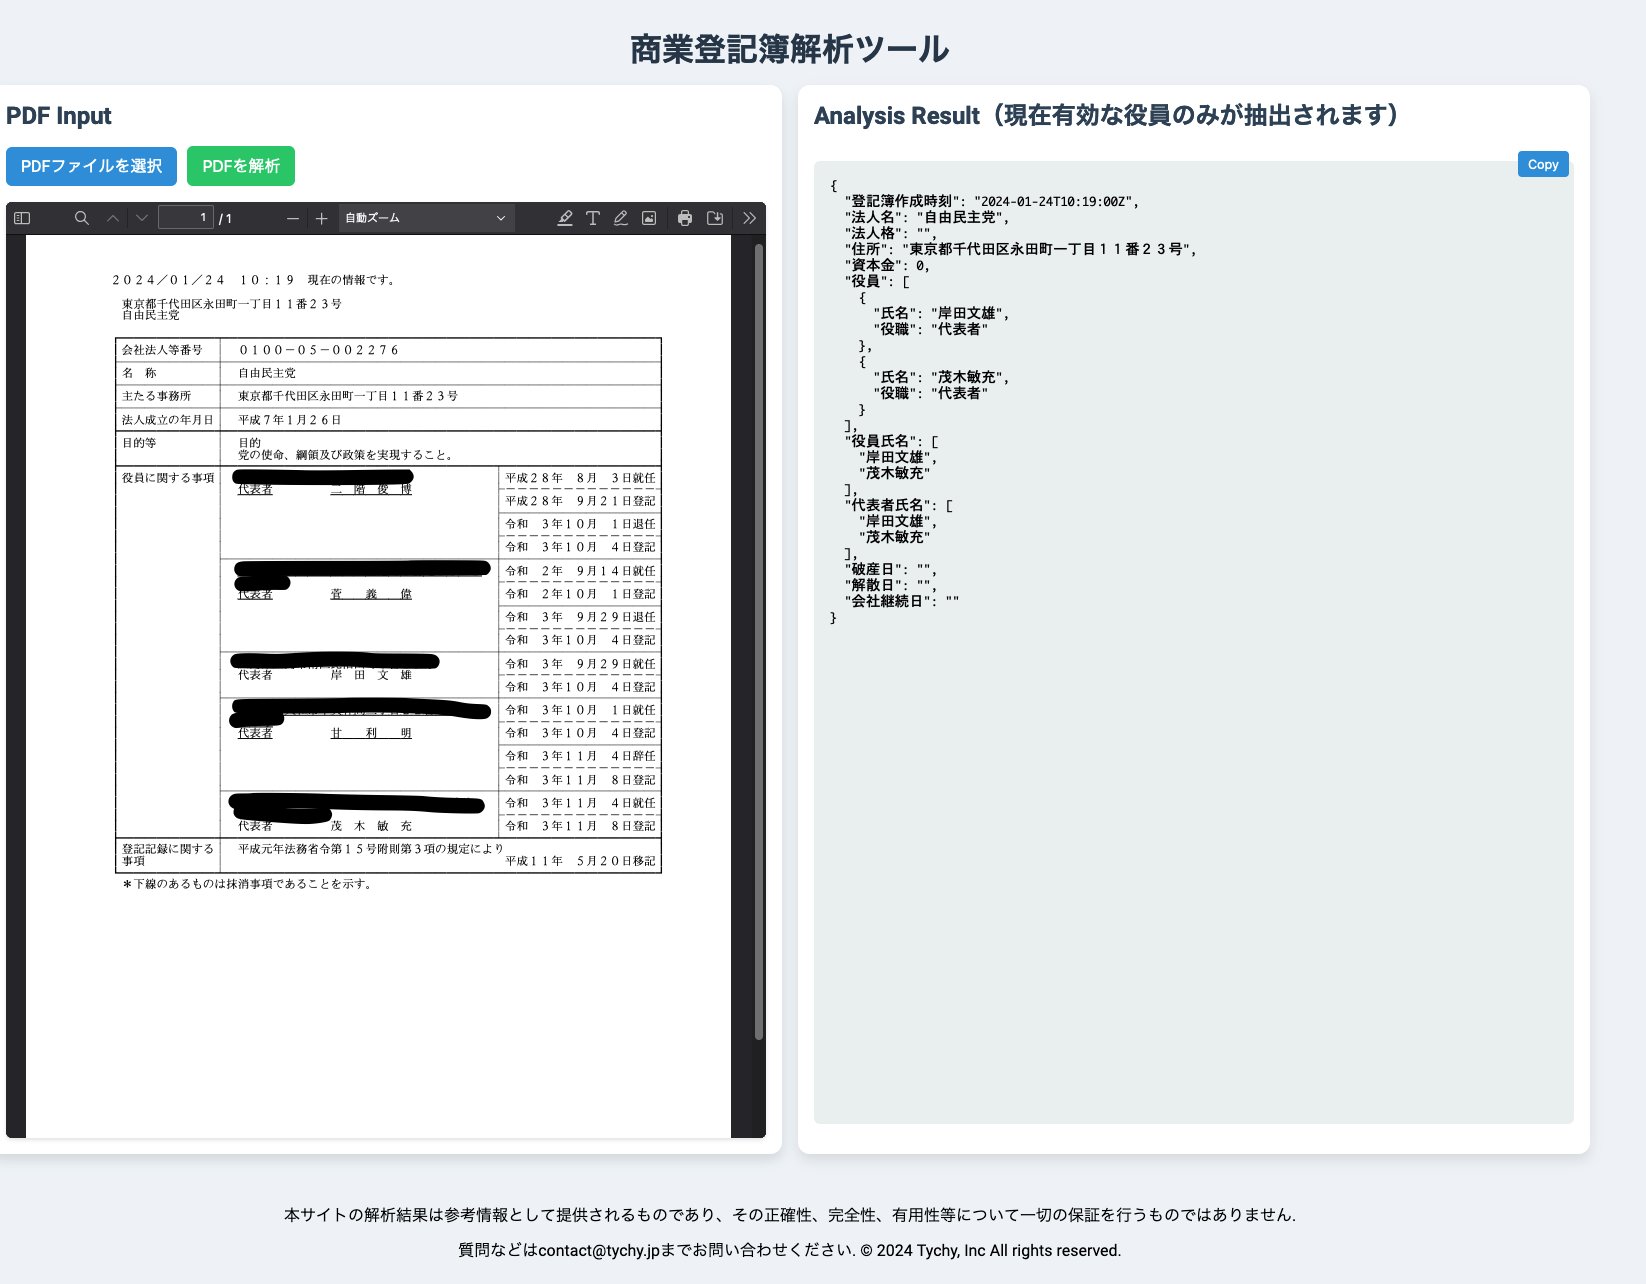 商業登記簿解析ツール
PDF Input
PDFファイルを選択
PDFを解析
1 / 1
自動ズーム
２０２４／０１／２４　１０：１９　現在の情報です。
東京都千代田区永田町一丁目１１番２３号
自由民主党
会社法人等番号　０１００－０５－００２２７６
名　称　自由民主党
主たる事務所　東京都千代田区永田町一丁目１１番２３号
法人成立の年月日　平成７年１月２６日
目的等　目的
党の使命、綱領及び政策を実現すること。
役員に関する事項　平成２８年　８月　３日就任
代表者　二　階　俊　博
平成２８年　９月２１日登記
令和　３年１０月　１日退任
令和　３年１０月　４日登記
令和　２年　９月１４日就任
代表者　菅　義　偉　令和　２年１０月　１日登記
令和　３年　９月２９日退任
令和　３年１０月　４日登記
令和　３年　９月２９日就任
代表者　岸　田　文　雄
令和　３年１０月　４日登記
令和　３年１０月　１日就任
代表者　甘　利　明　令和　３年１０月　４日登記
令和　３年１１月　４日辞任
令和　３年１１月　８日登記
令和　３年１１月　４日就任
代表者　茂　木　敏　充　令和　３年１１月　８日登記
登記記録に関する事項　平成元年法務省令第１５号附則第３項の規定により
平成１１年　５月２０日移記
＊下線のあるものは抹消事項であることを示す。
Analysis Result（現在有効な役員のみが抽出されます）
Copy
{
"登記簿作成時刻": "2024-01-24T10:19:00Z",
"法人名": "自由民主党",
"法人格": "",
"住所": "東京都千代田区永田町一丁目１１番２３号",
"資本金": 0,
"役員": [
{
"氏名": "岸田文雄",
"役職": "代表者"
},
{
"氏名": "茂木敏充",
"役職": "代表者"
}
],
"役員氏名": [
"岸田文雄",
"茂木敏充"
],
"代表者氏名": [
"岸田文雄",
"茂木敏充"
],
"破産日": "",
"解散日": "",
"会社継続日": ""
}
本サイトの解析結果は参考情報として提供されるものであり、その正確性、完全性、有用性等について一切の保証を行うものではありません.
質問などはcontact@tychy.jpまでお問い合わせください. © 2024 Tychy, Inc All rights reserved.